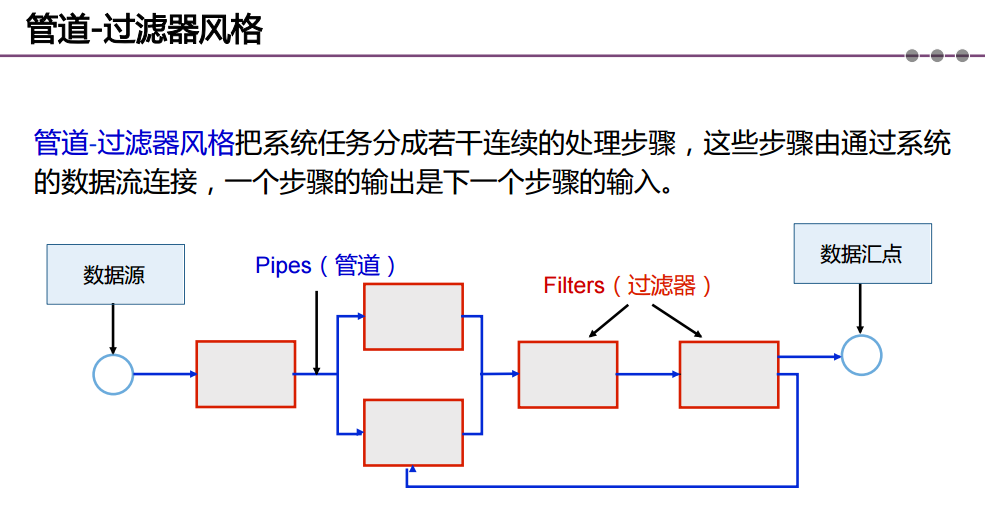 管道-过滤器风格
管道-过滤器风格把系统任务分成若干连续的处理步骤，这些步骤由通过系统
的数据流连接，一个步骤的输出是下一个步骤的输入。
数据源
Pipes（管道）
Filters（过滤器）
数据汇点